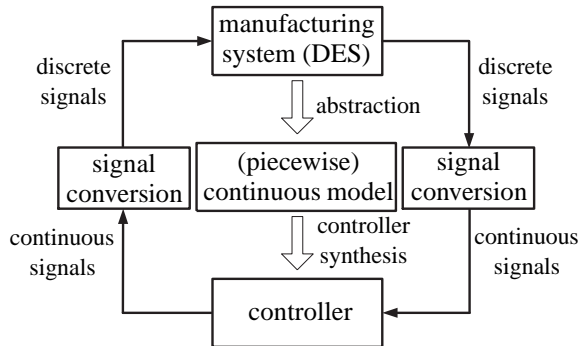 manufacturing
system (DES)
discrete
signals
discrete
signals
abstraction
signal
conversion
(piecewise)
continuous model
signal
conversion
continuous
signals
controller
synthesis
continuous
signals
controller